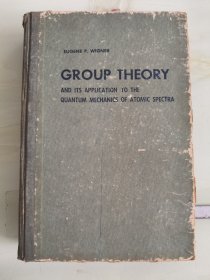 EUGENE P. WIGNER
GROUP THEORY
AND ITS APPLICATION TO THE
QUANTUM MECHANICS OF ATOMIC SPECTRA